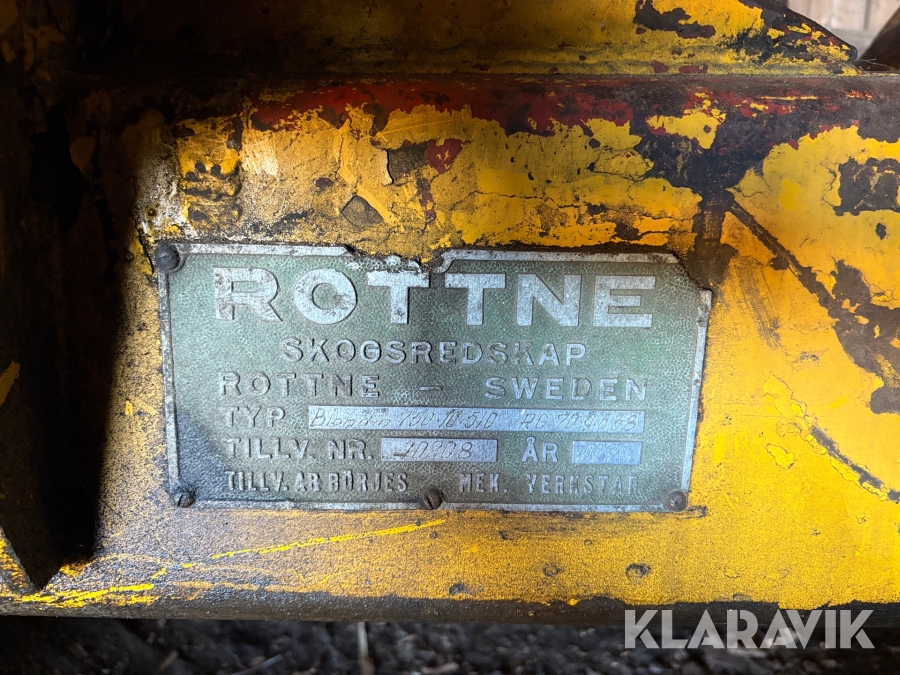 ROTTNE
SKOGSREDSKAP
ROTTNE - SWEDEN
TYP
TILLV. NR. ÅR
TILLV. AB BÖRJES MEK. VERKSTAD
KLARAVIK